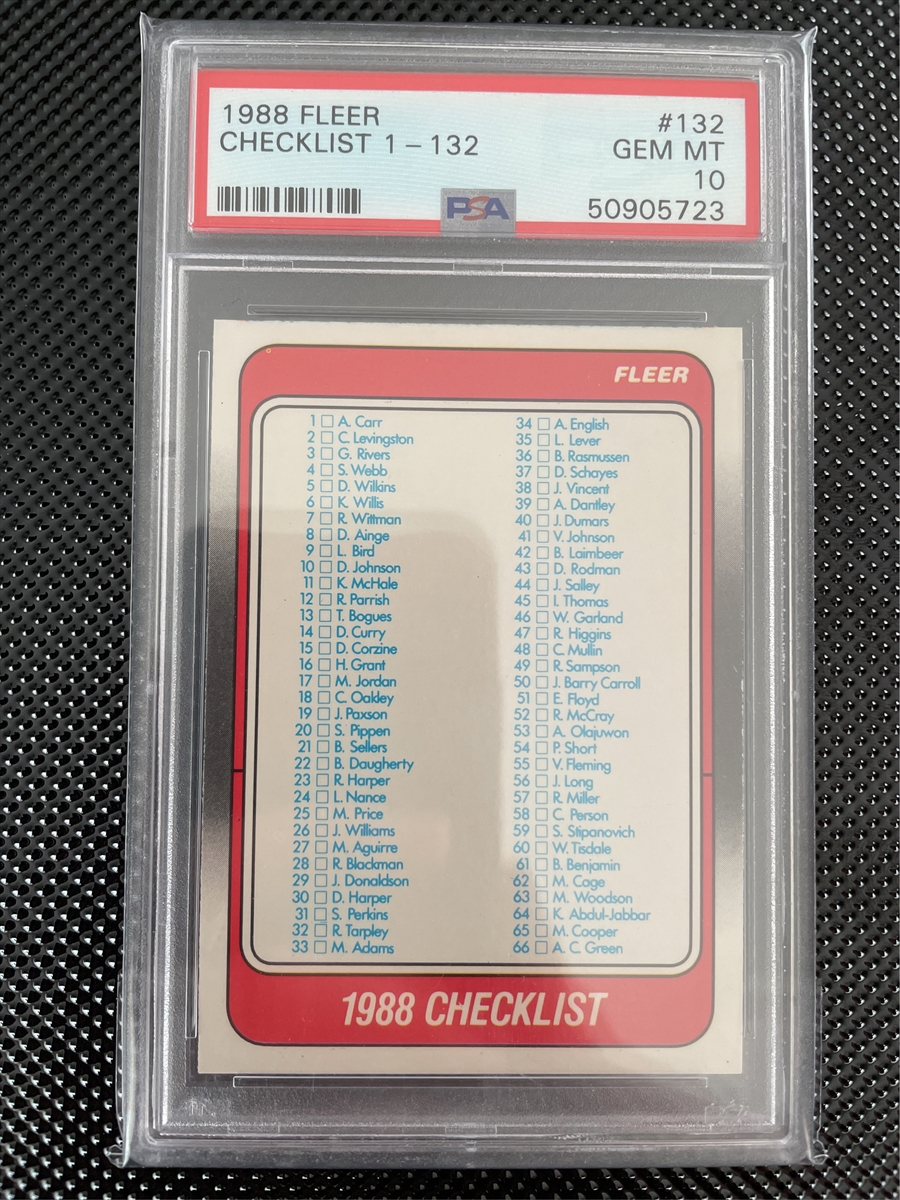 1988 FLEER
#132
CHECKLIST 1 – 132
GEM MT
10
PSA
50905723
FLEER
1 A. Carr
2 C. Levingston
3 G. Rivers
4 S. Webb
5 D. Wilkins
6 K. Willis
7 R. Wittman
8 D. Ainge
9 L. Bird
10 D. Johnson
11 K. McHale
12 R. Parrish
13 T. Bogues
14 D. Curry
15 D. Corzine
16 H. Grant
17 M. Jordan
18 C. Oakley
19 J. Paxson
20 S. Pippen
21 B. Sellers
22 B. Daugherty
23 R. Harper
24 L. Nance
25 M. Price
26 J. Williams
27 M. Aguirre
28 R. Blackman
29 J. Donaldson
30 D. Harper
31 S. Perkins
32 R. Tarpley
33 M. Adams
34 A. English
35 L. Lever
36 B. Rasmussen
37 D. Schayes
38 J. Vincent
39 A. Dantley
40 J. Dumars
41 V. Johnson
42 B. Laimbeer
43 D. Rodman
44 J. Salley
45 I. Thomas
46 W. Garland
47 R. Higgins
48 C. Mullin
49 R. Sampson
50 J. Barry Carroll
51 E. Floyd
52 R. McCray
53 A. Olajuwon
54 P. Short
55 V. Fleming
56 J. Long
57 R. Miller
58 C. Person
59 S. Stipanovich
60 W. Tisdale
61 B. Benjamin
62 M. Cage
63 M. Woodson
64 K. Abdul-Jabbar
65 M. Cooper
66 A. C. Green
1988 CHECKLIST